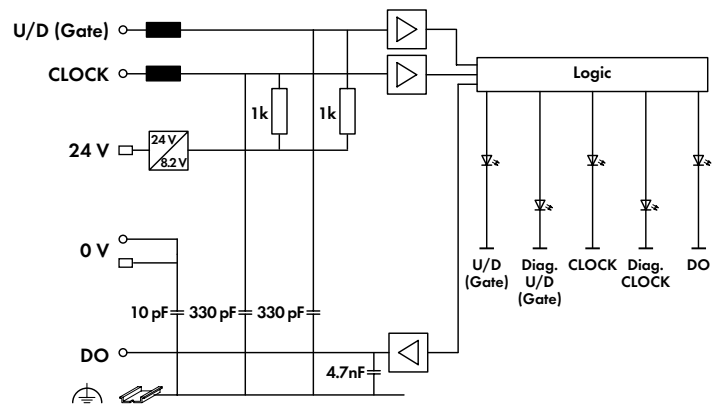 U/D (Gate)
CLOCK
Logic
1k
1k
24 V
24 V
8.2 V
0 V
U/D
(Gate)
Diag.
U/D
(Gate)
CLOCK
Diag.
CLOCK
DO
10 pF
330 pF
330 pF
DO
4.7nF